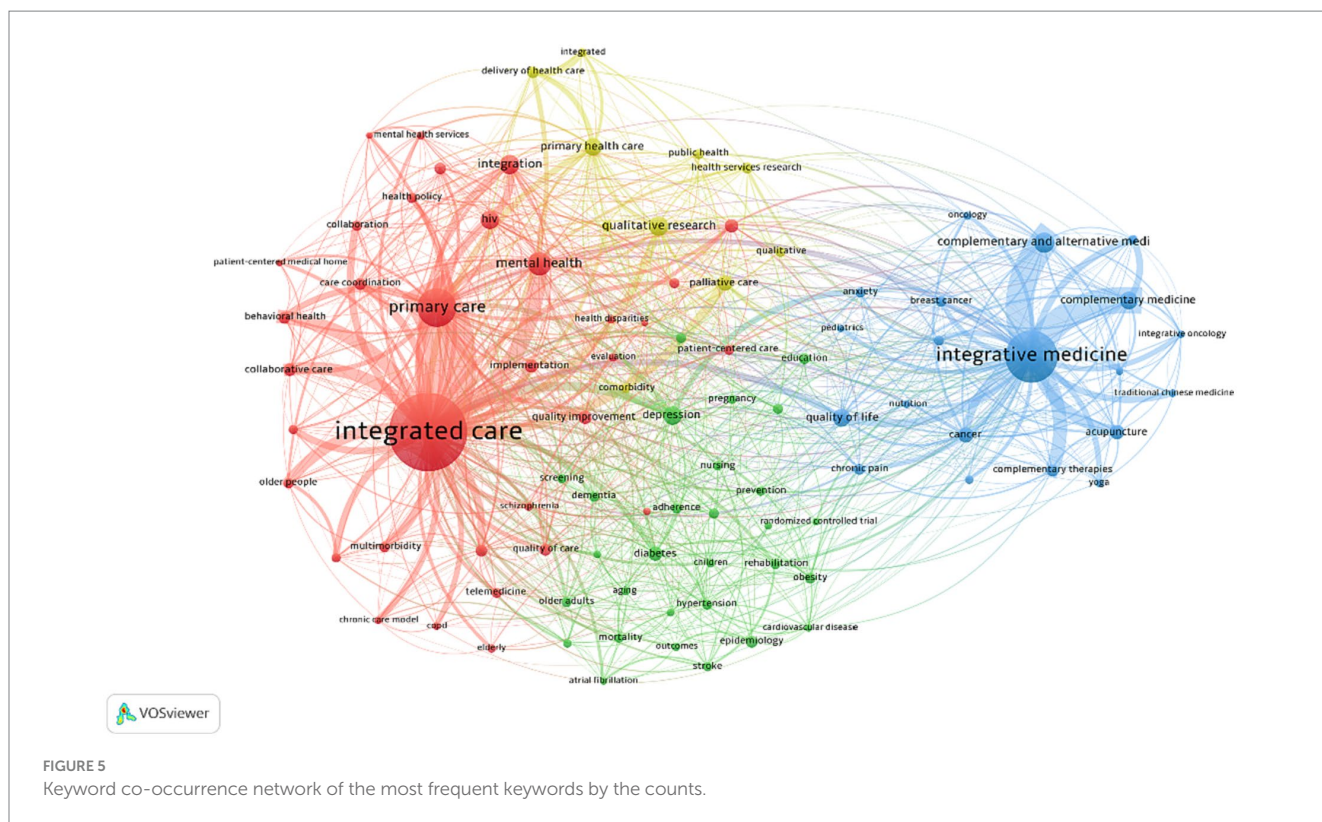 integrated
delivery of health care
mental health services
primary health care
public health
integration
health services research
health policy
oncology
collaboration
hiv
qualitative research
complementary and alternative medi
qualitative
patient-centered medical home
mental health
care coordination
palliative care
anxiety
breast cancer
complementary medicine
primary care
behavioral health
health disparities
pediatrics
integrative oncology
patient-centered care
integrative medicine
evaluation
education
implementation
collaborative care
comorbidity
pregnancy
nutrition
traditional chinese medicine
quality improvement
depression
quality of life
integrated care
cancer
acupuncture
nursing
chronic pain
complementary therapies
older people
screening
yoga
dementia
prevention
schizophrenia
adherence
randomized controlled trial
multimorbidity
quality of care
diabetes
children
rehabilitation
obesity
telemedicine
aging
older adults
hypertension
chronic care model
copd
cardiovascular disease
elderly
mortality
outcomes
epidemiology
stroke
atrial fibrillation
VOSviewer
FIGURE 5
Keyword co-occurrence network of the most frequent keywords by the counts.